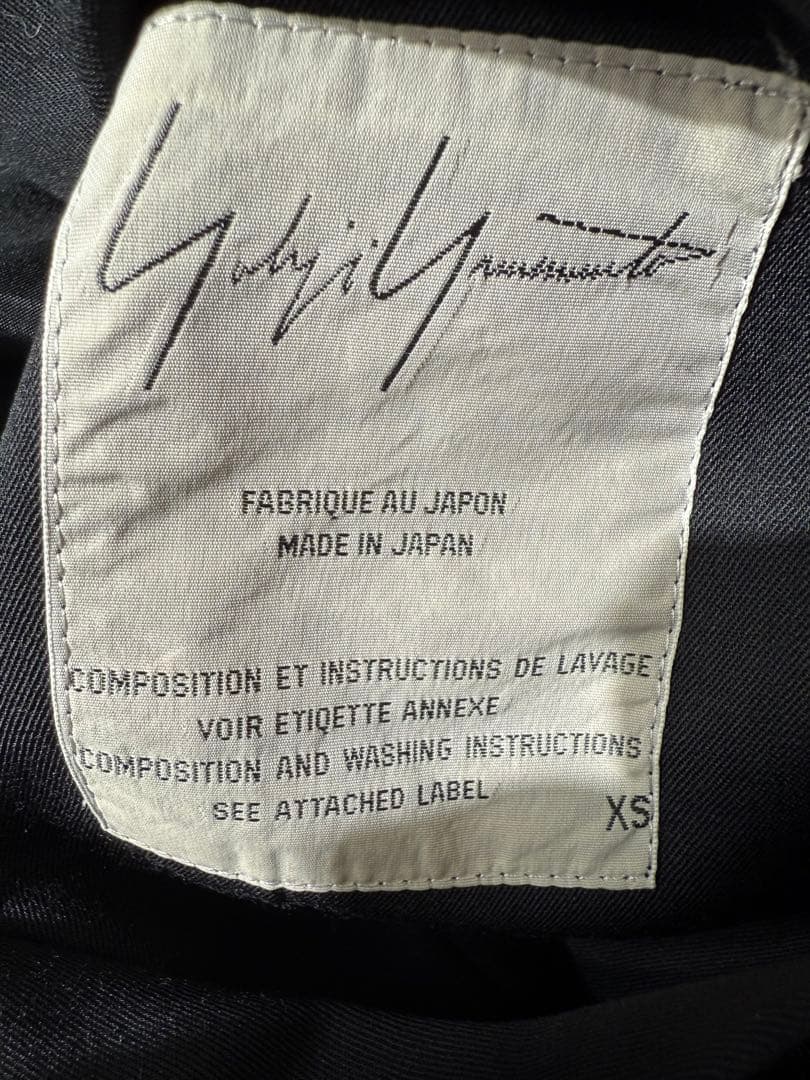 Yohji Yamamoto
FABRIQUE AU JAPON
MADE IN JAPAN
COMPOSITION ET INSTRUCTIONS DE LAVAGE
VOIR ETIQETTE ANNEXE
COMPOSITION AND WASHING INSTRUCTIONS
SEE ATTACHED LABEL
XS